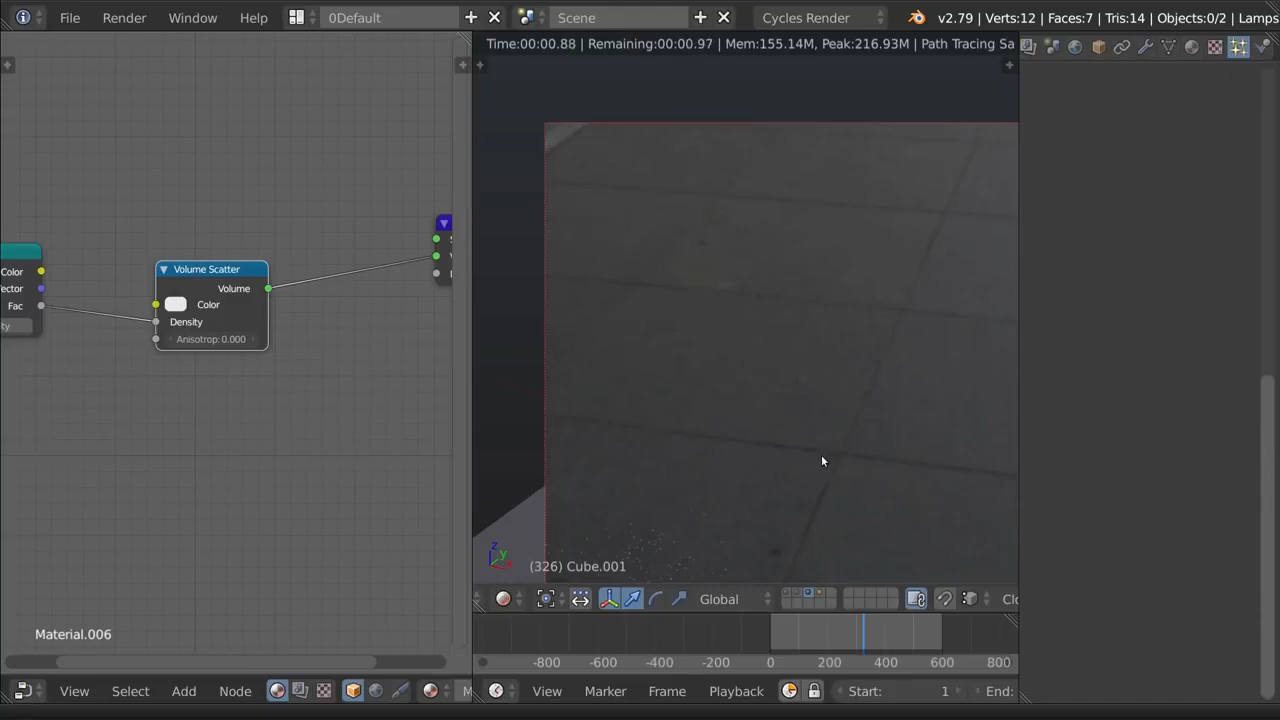 File Render Window Help 0Default Scene Cycles Render v2.79 | Verts:12 | Faces:7 | Tris:14 | Objects:0/2 | Lamps
Time:00:00.88 | Remaining:00:00.97 | Mem:155.14M, Peak:216.93M | Path Tracing Sa
Color
Fac
Volume Scatter
Volume
Color
Density
Anisotrop: 0.000
z
y
(326) Cube.001
Global
Material.006
-800 -600 -400 -200 0 200 400 600 800
View Select Add Node
View Marker Frame Playback Start: 1 End: